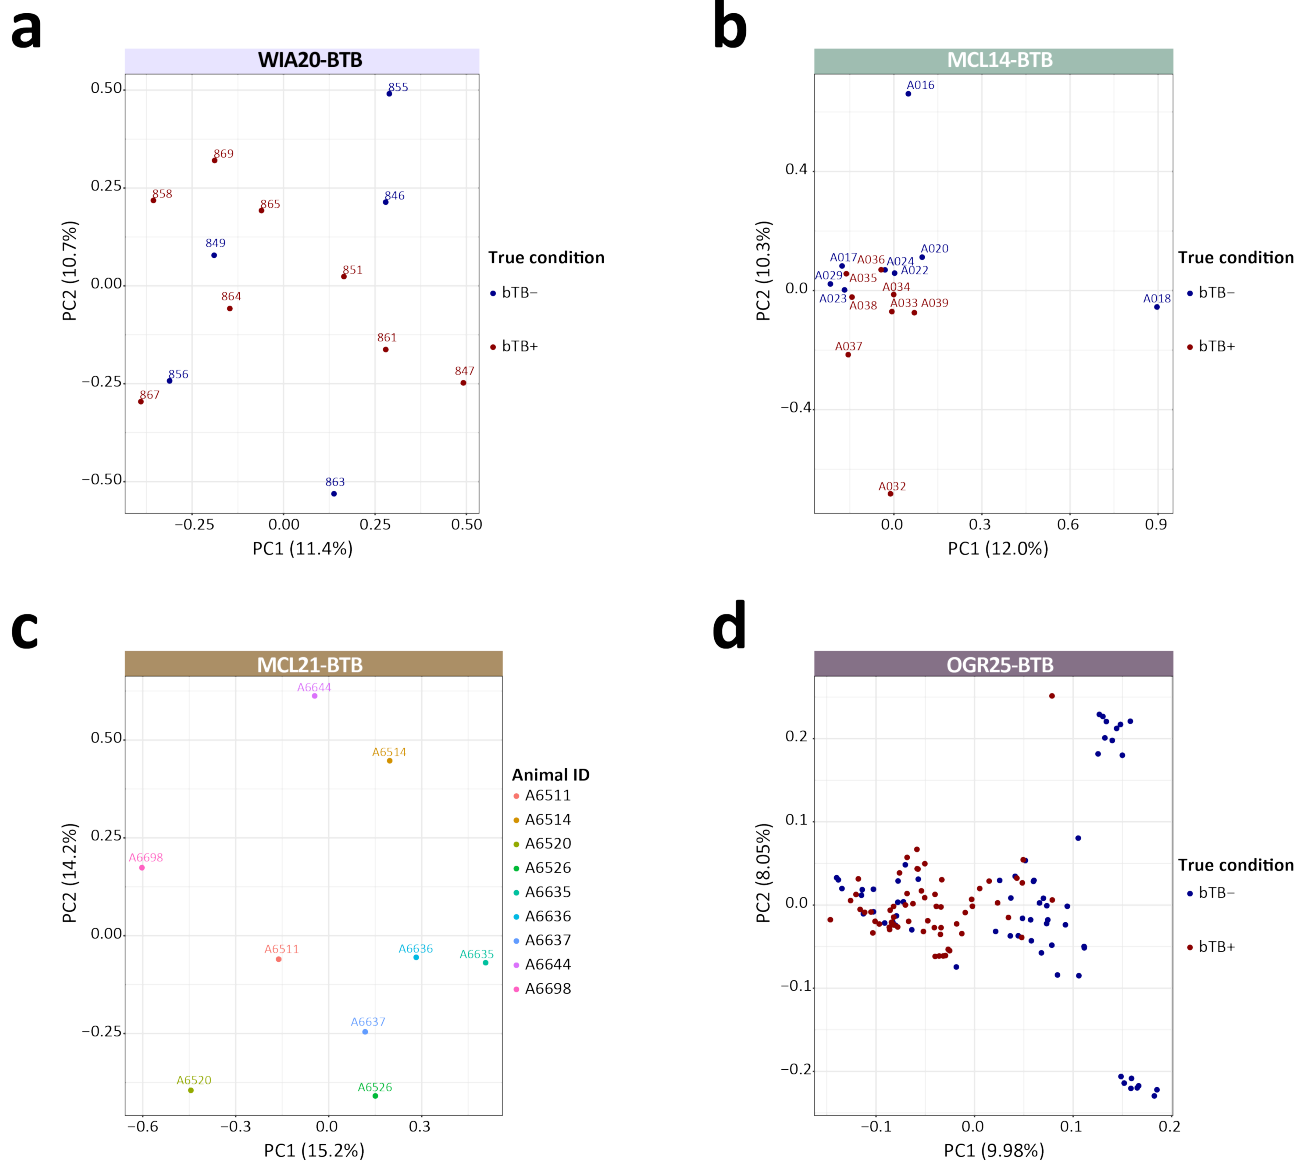 a
WIA20-BTB
0.50
0.25
0.00
−0.25
−0.50
PC2 (10.7%)
855
869
858
865
846
849
851
864
861
847
856
867
863
−0.25
0.00
0.25
0.50
PC1 (11.4%)
True condition
bTB−
bTB+
b
MCL14-BTB
0.4
0.0
−0.4
PC2 (10.3%)
A016
A020
A017
A036
A024
A022
A029
A035
A034
A023
A038
A033
A039
A018
A037
A032
0.0
0.3
0.6
0.9
PC1 (12.0%)
True condition
bTB−
bTB+
c
MCL21-BTB
0.50
0.25
0.00
−0.25
PC2 (14.2%)
A6644
A6514
A6698
A6511
A6636
A6635
A6637
A6520
A6526
−0.6
−0.3
0.0
0.3
PC1 (15.2%)
Animal ID
A6511
A6514
A6520
A6526
A6635
A6636
A6637
A6644
A6698
d
OGR25-BTB
0.2
0.1
0.0
−0.1
−0.2
PC2 (8.05%)
−0.1
0.0
0.1
0.2
PC1 (9.98%)
True condition
bTB−
bTB+